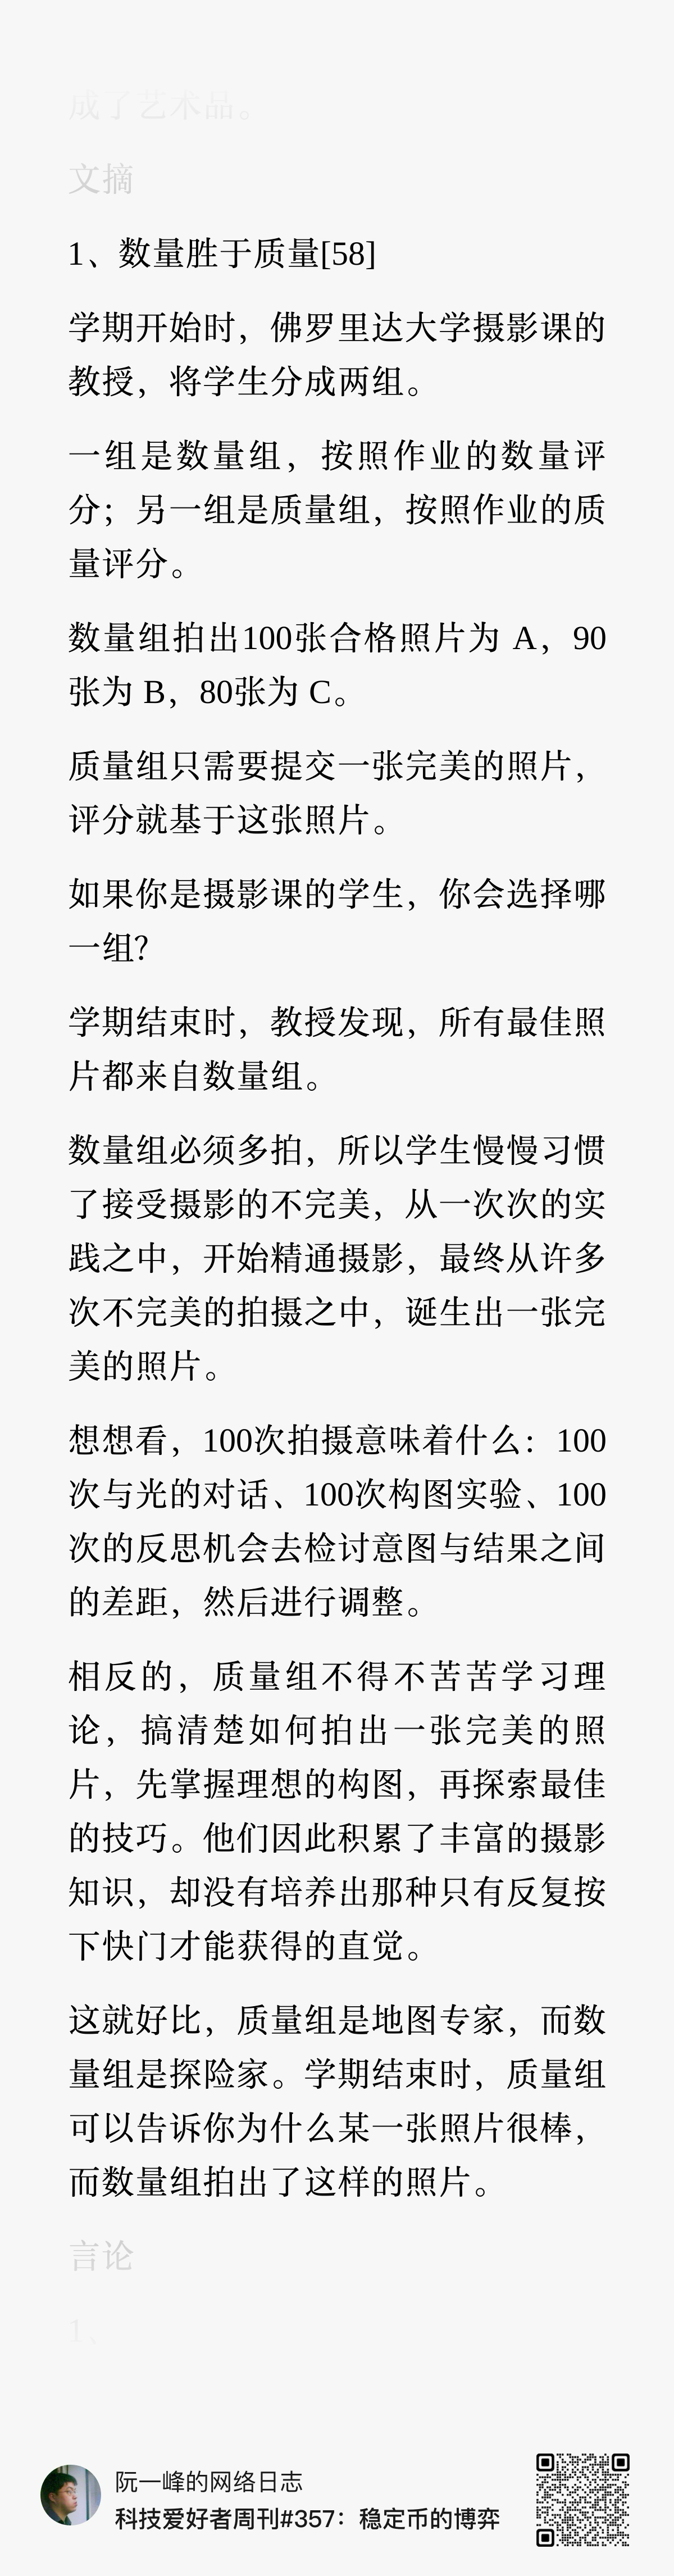 成了艺术品。
文摘
1、数量胜于质量[58]
学期开始时，佛罗里达大学摄影课的
教授，将学生分成两组。
一组是数量组，按照作业的数量评
分；另一组是质量组，按照作业的质
量评分。
数量组拍出100张合格照片为 A，90
张为 B，80张为 C。
质量组只需要提交一张完美的照片，
评分就基于这张照片。
如果你是摄影课的学生，你会选择哪
一组？
学期结束时，教授发现，所有最佳照
片都来自数量组。
数量组必须多拍，所以学生慢慢习惯
了接受摄影的不完美，从一次次的实
践之中，开始精通摄影，最终从许多
次不完美的拍摄之中，诞生出一张完
美的照片。
想想看，100次拍摄意味着什么：100
次与光的对话、100次构图实验、100
次的反思机会去检讨意图与结果之间
的差距，然后进行调整。
相反的，质量组不得不苦苦学习理
论，搞清楚如何拍出一张完美的照
片，先掌握理想的构图，再探索最佳
的技巧。他们因此积累了丰富的摄影
知识，却没有培养出那种只有反复按
下快门才能获得的直觉。
这就好比，质量组是地图专家，而数
量组是探险家。学期结束时，质量组
可以告诉你为什么某一张照片很棒，
而数量组拍出了这样的照片。
言论
1、
阮一峰的网络日志
科技爱好者周刊#357：稳定币的博弈